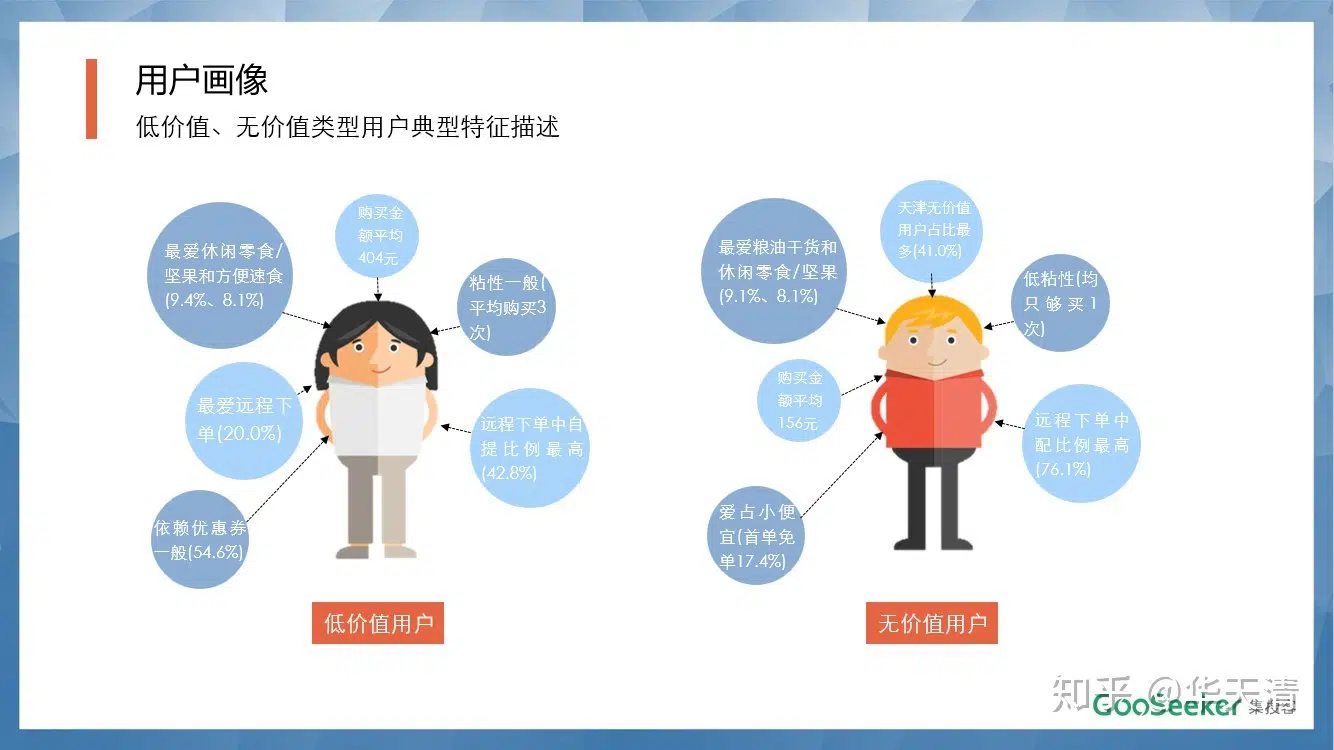 用户画像
低价值、无价值类型用户典型特征描述
购买金
额平均
404元
最爱休闲零食/
坚果和方便速食
(9.4%、8.1%)
粘性一般(
平均购买3
次)
最爱远程下
单(20.0%)
远程下单中自
提比例最高
(42.8%)
依赖优惠券
一般(54.6%)
低价值用户
天津无价值
用户占比最
多(41.0%)
最爱粮油干货和
休闲零食/坚果
(9.1%、8.1%)
低粘性(均
只够买1
次)
购买金
额平均
156元
远程下单中
配比例最高
(76.1%)
爱占小便
宜(首单免
单17.4%)
无价值用户
知乎 @华天清
GooSeeker 集搜客